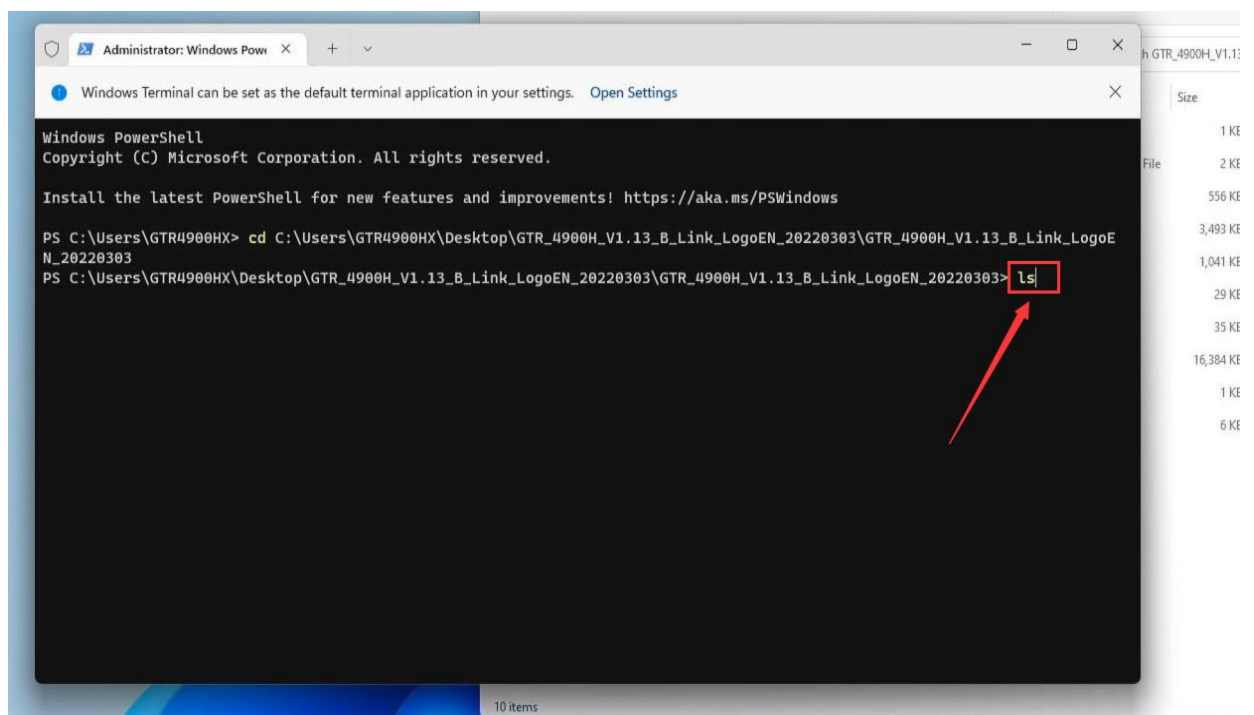 Administrator: Windows Powe
Windows Terminal can be set as the default terminal application in your settings. Open Settings
Windows PowerShell
Copyright (C) Microsoft Corporation. All rights reserved.
Install the latest PowerShell for new features and improvements! https://aka.ms/PSWindows
PS C:\Users\GTR4900HX> cd C:\Users\GTR4900HX\Desktop\GTR_4900H_V1.13_B_Link_LogoEN_20220303\GTR_4900H_V1.13_B_Link_LogoE
N_20220303
PS C:\Users\GTR4900HX\Desktop\GTR_4900H_V1.13_B_Link_LogoEN_20220303\GTR_4900H_V1.13_B_Link_LogoEN_20220303> ls
h GTR_4900H_V1.13
Size
1 KB
File 2 KB
556 KB
3,493 KB
1,041 KB
29 KB
35 KB
16,384 KB
1 KB
6 KB
10 items